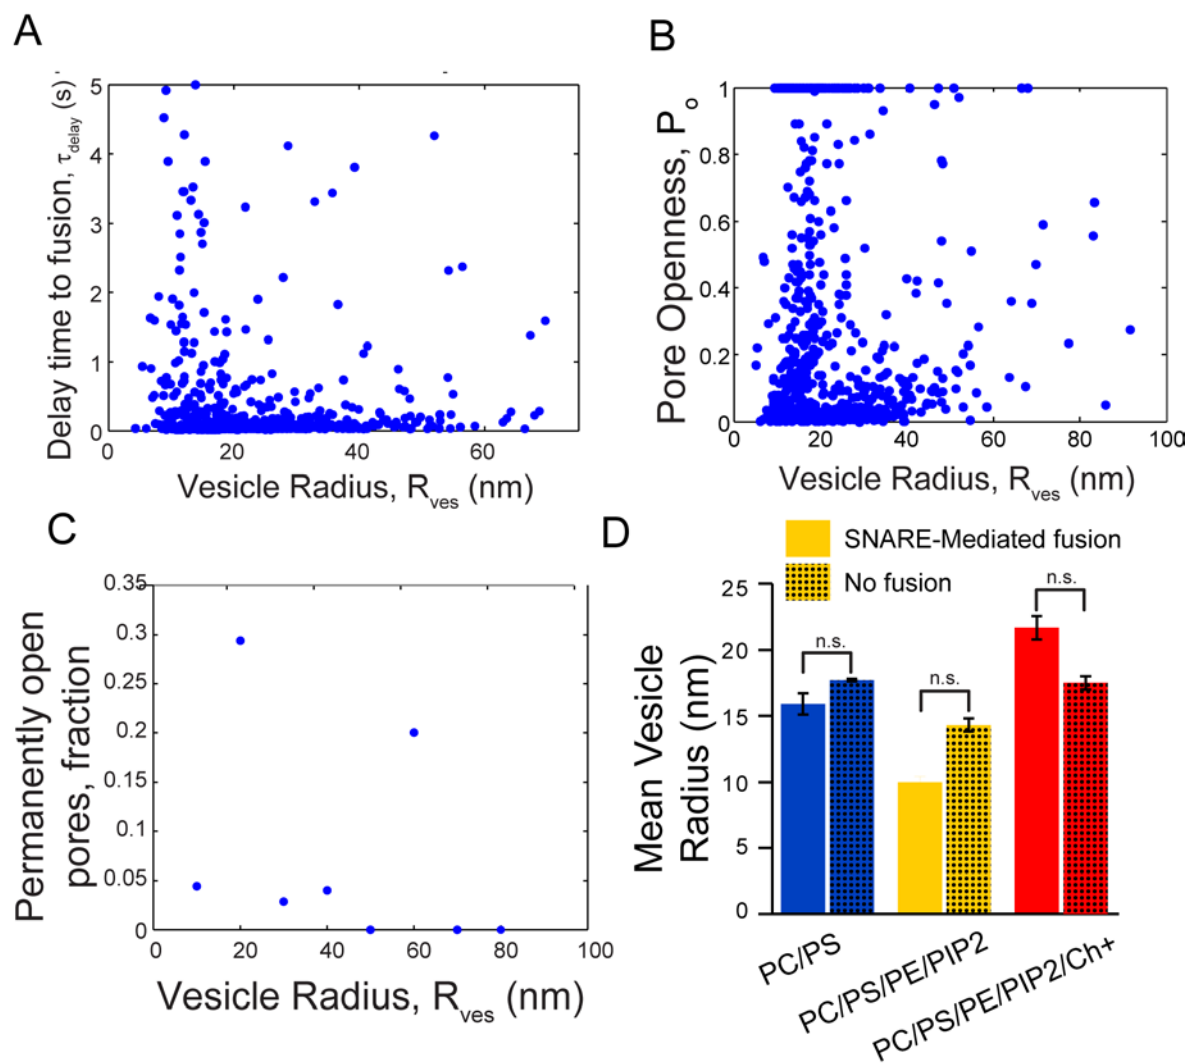 A
Delay time to fusion, τdelay (s)
5
4
3
2
1
0
0
20
40
60
Vesicle Radius, Rves (nm)
B
Pore Openness, Po
1
0.8
0.6
0.4
0.2
0
0
20
40
60
80
100
Vesicle Radius, Rves (nm)
C
Permanently open
pores, fraction
0.35
0.3
0.25
0.2
0.15
0.1
0.05
0
0
20
40
60
80
100
Vesicle Radius, Rves (nm)
D
SNARE-Mediated fusion
No fusion
Mean Vesicle
Radius (nm)
25
20
15
10
5
0
n.s.
n.s.
n.s.
PC/PS
PC/PS/PE/PIP2
PC/PS/PE/PIP2/Ch+